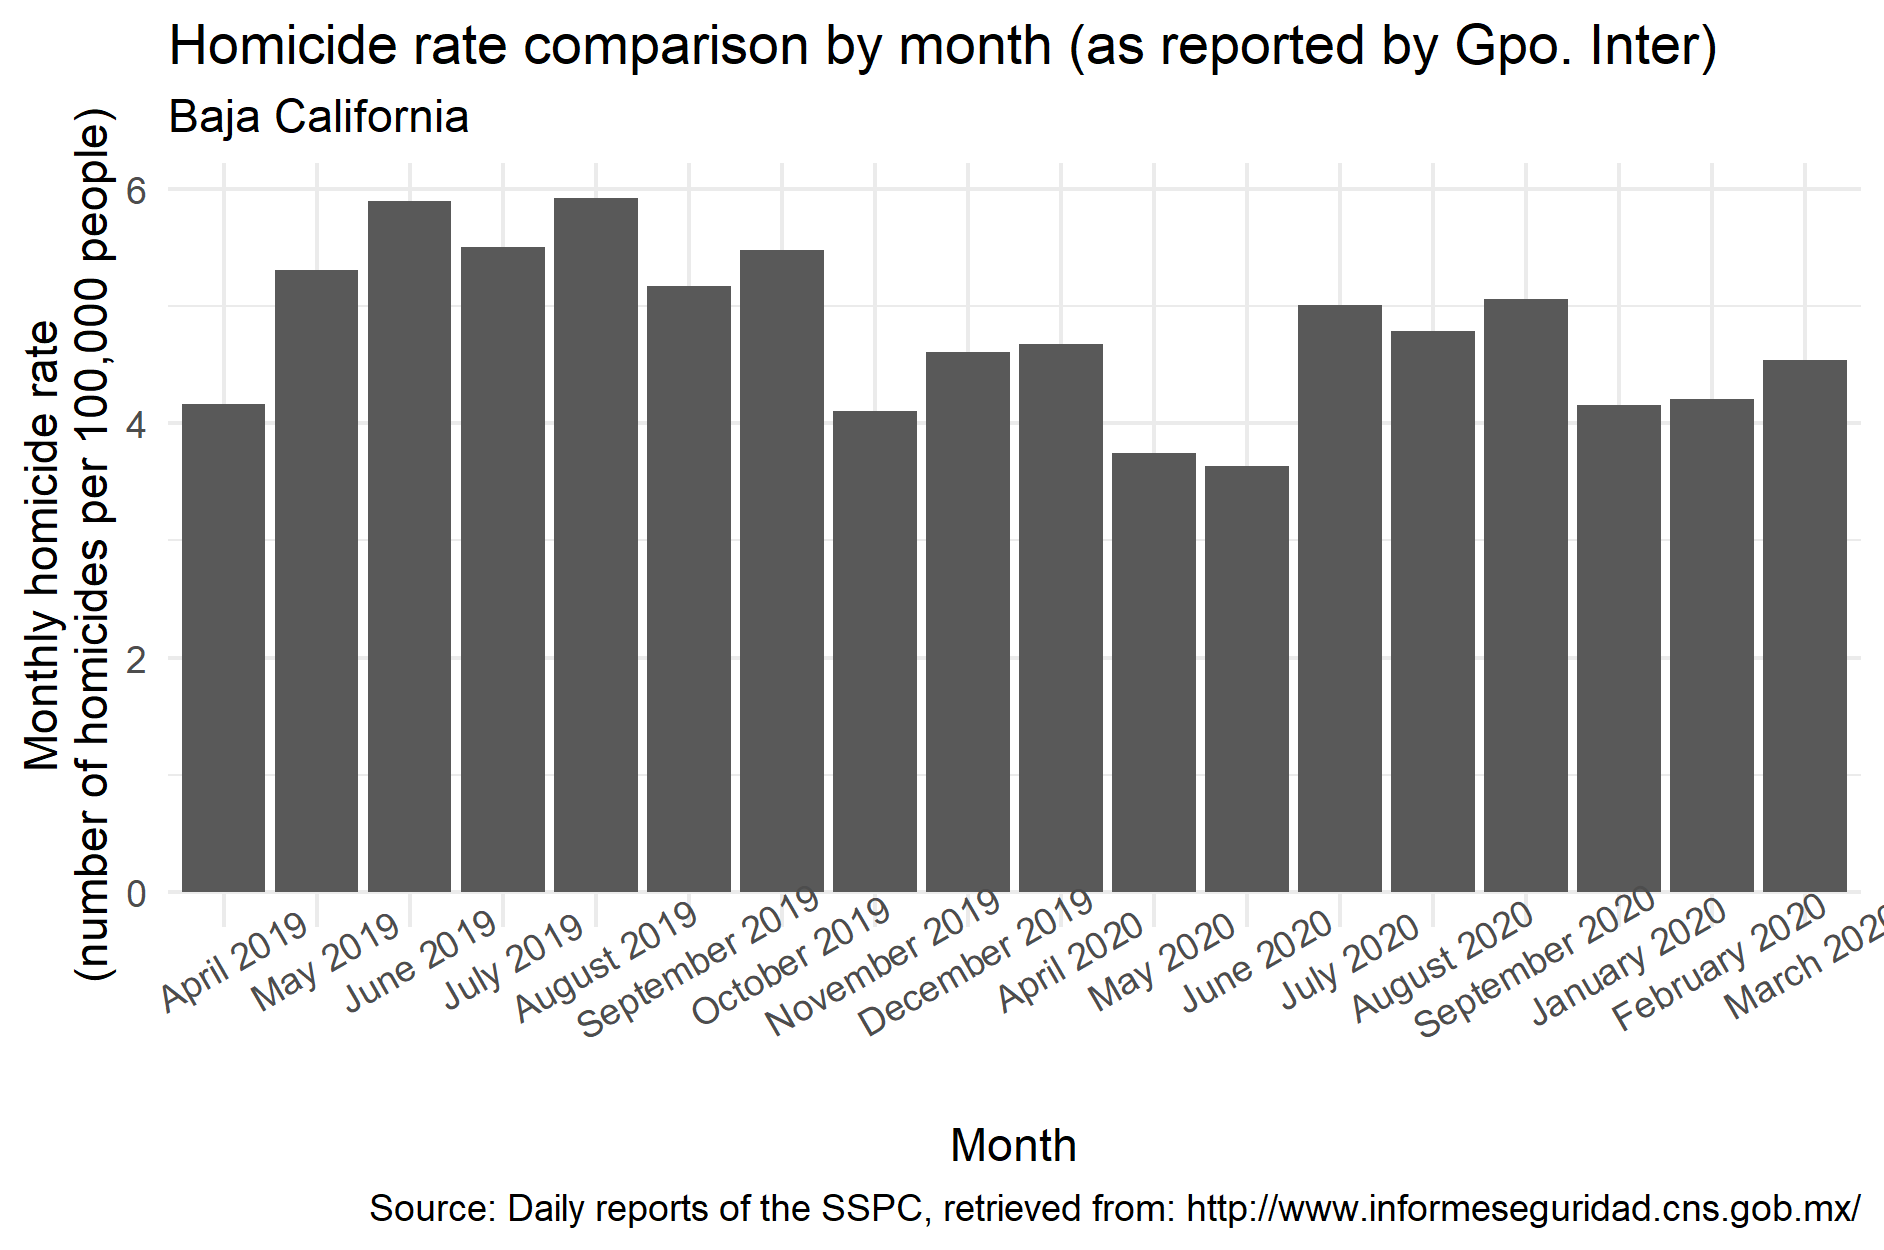 Homicide rate comparison by month (as reported by Gpo. Inter)
Baja California
Monthly homicide rate
(number of homicides per 100,000 people)
6
4
2
0
April 2019
May 2019
June 2019
July 2019
August 2019
September 2019
October 2019
November 2019
December 2019
April 2020
May 2020
June 2020
July 2020
August 2020
September 2020
January 2020
February 2020
March 2020
Month
Source: Daily reports of the SSPC, retrieved from: http://www.informeseguridad.cns.gob.mx/